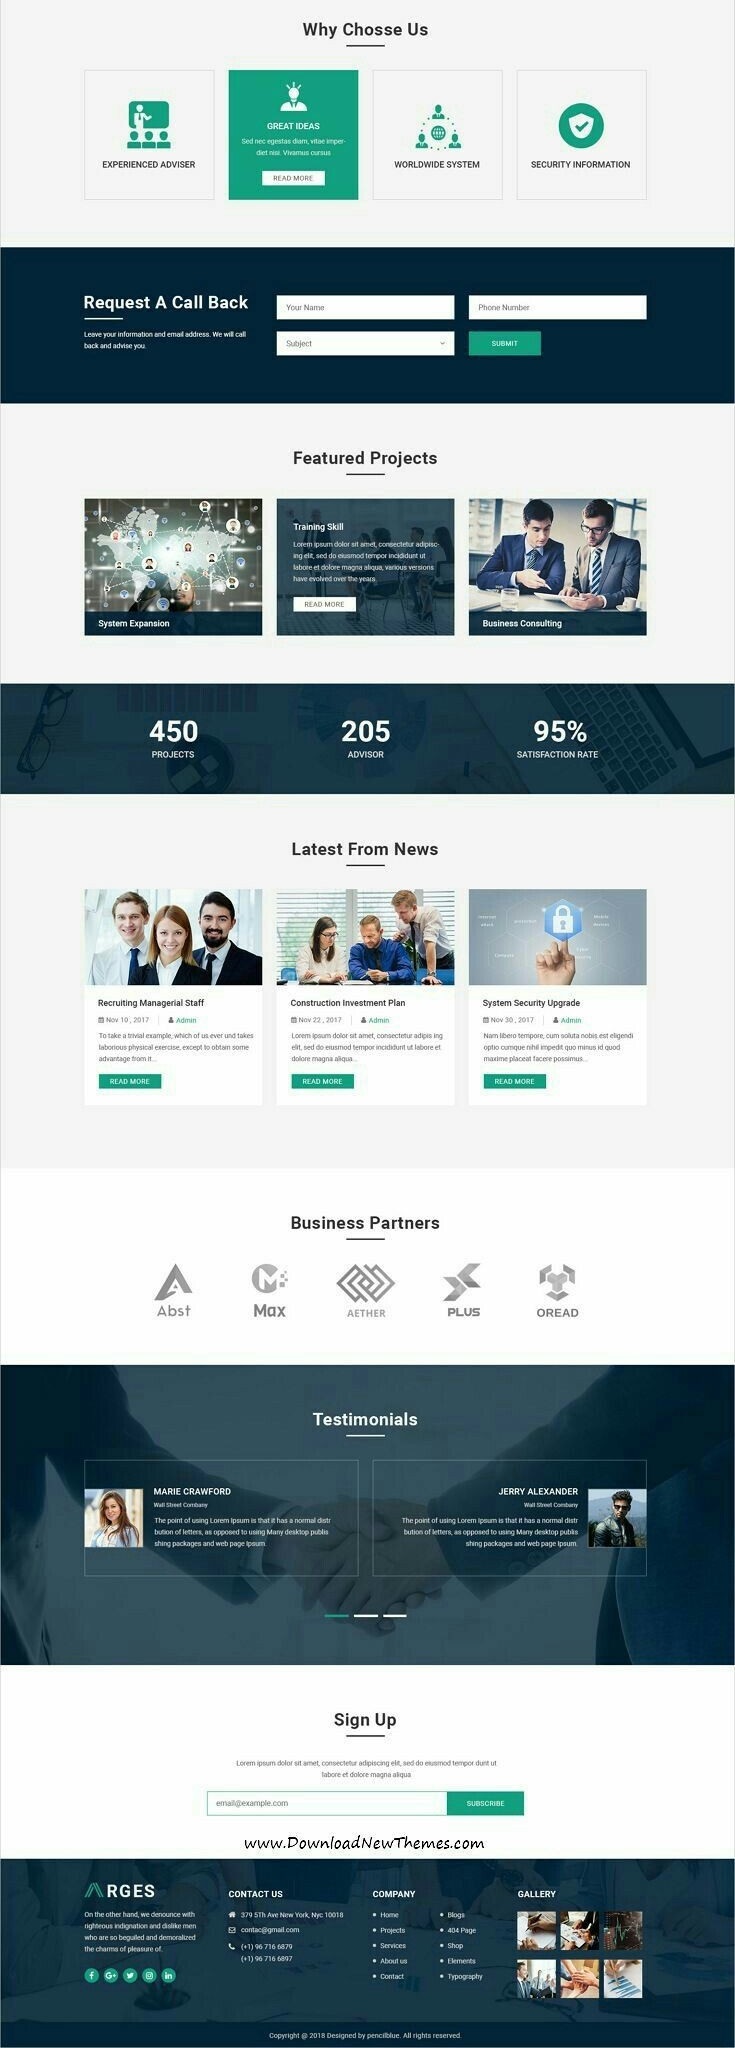 Why Chosse Us
EXPERIENCED ADVISER
GREAT IDEAS
Sed nec egestas diam, vitae imper-
diet nisi. Vivamus cursus
READ MORE
WORLDWIDE SYSTEM
SECURITY INFORMATION
Request A Call Back
Leave your information and email address. We will call
back and advise you.
Your Name
Phone Number
Subject
SUBMIT
Featured Projects
System Expansion
Training Skill
Lorem ipsum dolor sit amet, consectetur adipisc-
ing elit, sed do eiusmod tempor incididunt ut
labore et dolore magna aliqua, various versions
have evolved over the years
READ MORE
Business Consulting
450
PROJECTS
205
ADVISOR
95%
SATISFACTION RATE
Latest From News
Recruiting Managerial Staff
Nov 10 , 2017 Admin
To take a trivial example, which of us ever und takes
laborious physical exercise, except to obtain some
advantage from it...
READ MORE
Construction Investment Plan
Nov 22 , 2017 Admin
Lorem ipsum dolor sit amet, consectetur adipis ing
elit, sed do eiusmod tempor incididunt ut labore et
dolore magna aliqua...
READ MORE
System Security Upgrade
Nov 30 , 2017 Admin
Nam libero tempore, cum soluta nobis est eligendi
optio cumque nihil impedit quo minus id quod
maxime placeat facere possimus...
READ MORE
Business Partners
Abst
Max
AETHER
PLUS
OREAD
Testimonials
MARIE CRAWFORD
Wall Street Combany
The point of using Lorem Ipsum is that it has a normal distr
bution of letters, as opposed to using Many desktop publis
shing packages and web page Ipsum.
JERRY ALEXANDER
Wall Street Combany
The point of using Lorem Ipsum is that it has a normal distr
bution of letters, as opposed to using Many desktop publis
shing packages and web page Ipsum.
Sign Up
Lorem ipsum dolor sit amet, consectetur adipiscing elit, sed do eiusmod tempor dunt ut
labore et dolore magna aliqua
email@example.com
SUBSCRIBE
www.DownloadNewThemes.com
ARGES
On the other hand, we denounce with
righteous indignation and dislike men
who are so beguiled and demoralized
the charms of pleasure of.
CONTACT US
379 5Th Ave New York, Nyc 10018
contac@gmail.com
(+1) 96 716 6879
(+1) 96 716 6897
COMPANY
Home
Projects
Services
About us
Contact
Blogs
404 Page
Shop
Elements
Typography
GALLERY
Copyright @ 2018 Designed by pencilblue. All rights reserved.